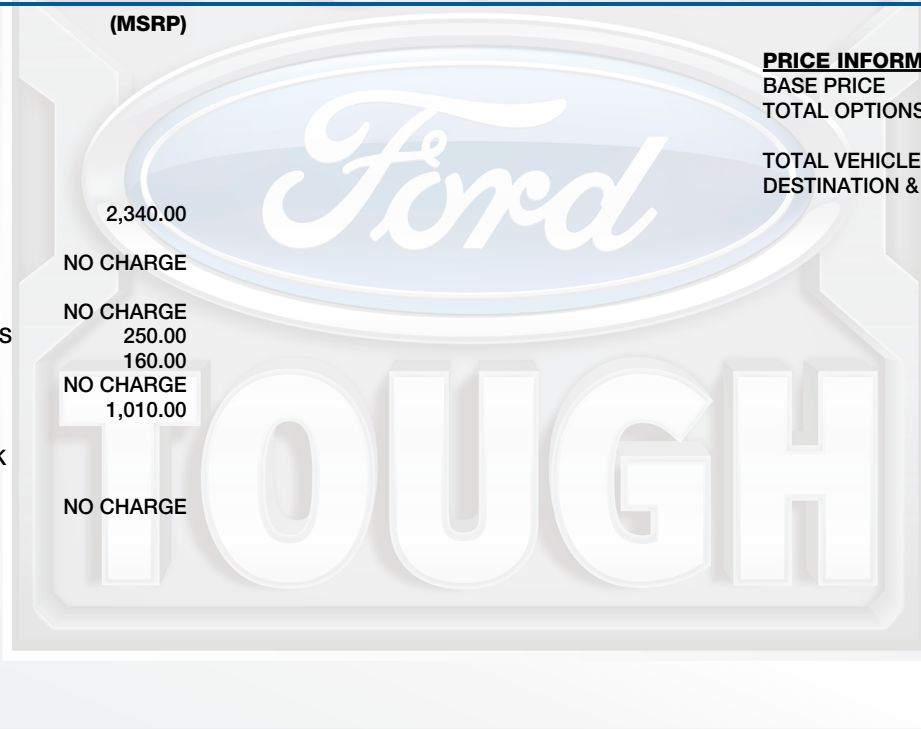 (MSRP)
PRICE INFORM
BASE PRICE
TOTAL OPTIONS
TOTAL VEHICLE
DESTINATION &
2,340.00
NO CHARGE
NO CHARGE
S 250.00
160.00
NO CHARGE
1,010.00
K
NO CHARGE
Ford
TOUGH